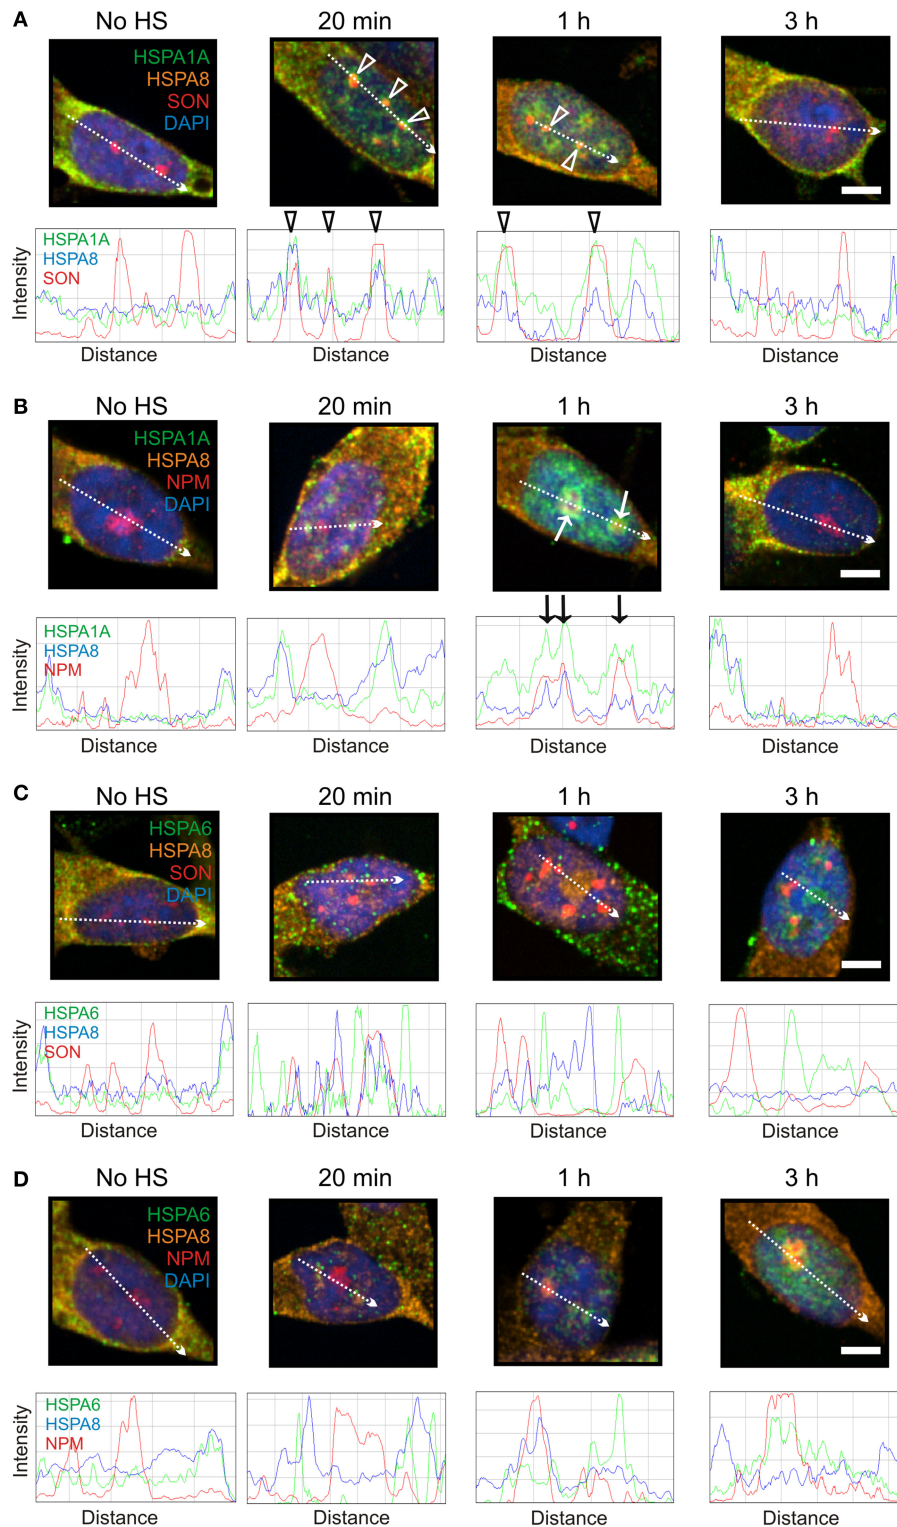 A No HS 20 min 1 h 3 h
HSPA1A
HSPA8
SON
DAPI
HSPA1A
HSPA8
SON
Intensity
Distance Distance Distance Distance
B No HS 20 min 1 h 3 h
HSPA1A
HSPA8
NPM
DAPI
HSPA1A
HSPA8
NPM
Intensity
Distance Distance Distance Distance
C No HS 20 min 1 h 3 h
HSPA6
HSPA8
SON
DAPI
HSPA6
HSPA8
SON
Intensity
Distance Distance Distance Distance
D No HS 20 min 1 h 3 h
HSPA6
HSPA8
NPM
DAPI
HSPA6
HSPA8
NPM
Intensity
Distance Distance Distance Distance